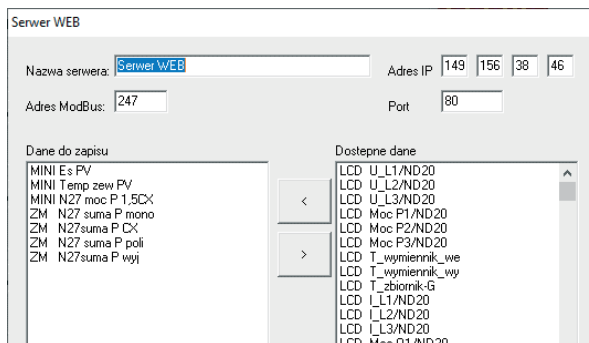 Serwer WEB
Nazwa serwera: Serwer WEB
Adres IP 149 156 38 46
Adres ModBus: 247
Port 80
Dane do zapisu
MINI Es PV
MINI Temp zew PV
MINI N27 moc P 1,5CX
ZM N27 suma P mono
ZM N27suma P CX
ZM N27 suma P poli
ZM N27suma P wyj
<
>
Dostepne dane
LCD U_L1/ND20
LCD U_L2/ND20
LCD U_L3/ND20
LCD Moc P1/ND20
LCD Moc P2/ND20
LCD Moc P3/ND20
LCD T_wymiennik_we
LCD T_wymiennik_wy
LCD T_zbiornik-G
LCD I_L1/ND20
LCD I_L2/ND20
LCD I_L3/ND20
LCD Moc Q1/ND20